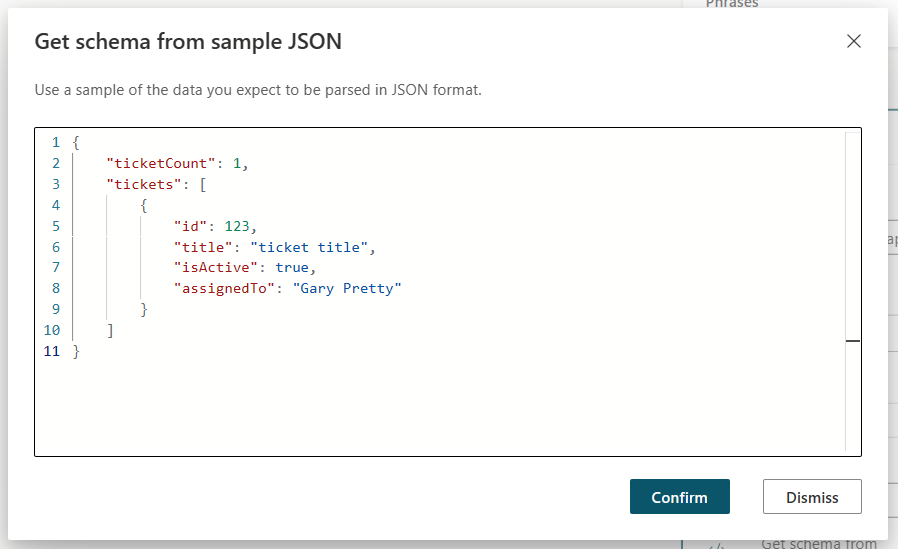 Phrases
Get schema from sample JSON
Use a sample of the data you expect to be parsed in JSON format.
1 {
2 "ticketCount": 1,
3 "tickets": [
4 {
5 "id": 123,
6 "title": "ticket title",
7 "isActive": true,
8 "assignedTo": "Gary Pretty"
9 }
10 ]
11 }
Confirm Dismiss
Get schema from